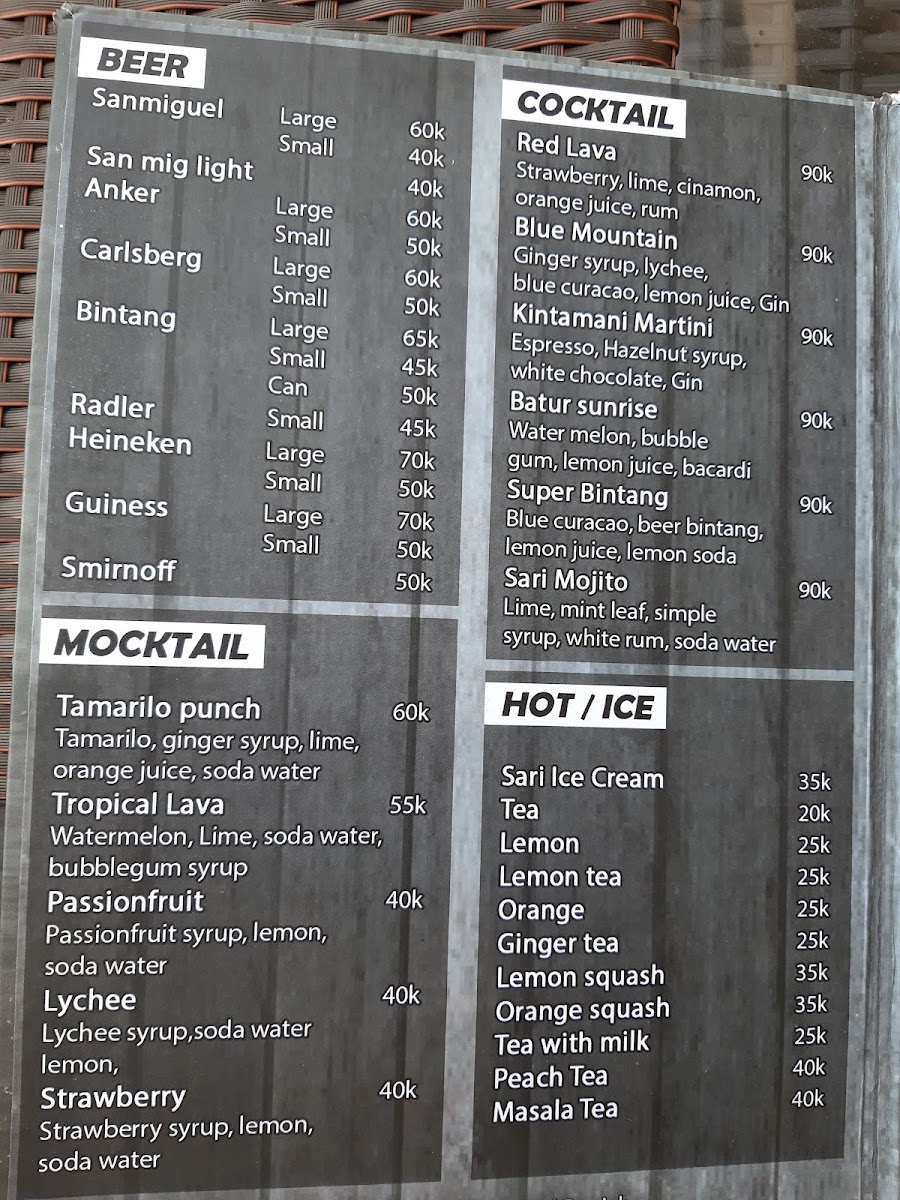 BEER
Sanmiguel Large 60k
Small 40k
San mig light 40k
Anker Large 60k
Small 50k
Carlsberg Large 60k
Small 50k
Bintang Large 65k
Small 45k
Can 50k
Radler Small 45k
Heineken Large 70k
Small 50k
Guiness Large 70k
Small 50k
Smirnoff 50k
MOCKTAIL
Tamarilo punch 60k
Tamarilo, ginger syrup, lime,
orange juice, soda water
Tropical Lava 55k
Watermelon, Lime, soda water,
bubblegum syrup
Passionfruit 40k
Passionfruit syrup, lemon,
soda water
Lychee 40k
Lychee syrup,soda water
lemon,
Strawberry 40k
Strawberry syrup, lemon,
soda water
COCKTAIL
Red Lava 90k
Strawberry, lime, cinamon,
orange juice, rum
Blue Mountain 90k
Ginger syrup, lychee,
blue curacao, lemon juice, Gin
Kintamani Martini 90k
Espresso, Hazelnut syrup,
white chocolate, Gin
Batur sunrise 90k
Water melon, bubble
gum, lemon juice, bacardi
Super Bintang 90k
Blue curacao, beer bintang,
lemon juice, lemon soda
Sari Mojito 90k
Lime, mint leaf, simple
syrup, white rum, soda water
HOT / ICE
Sari Ice Cream 35k
Tea 20k
Lemon 25k
Lemon tea 25k
Orange 25k
Ginger tea 25k
Lemon squash 35k
Orange squash 35k
Tea with milk 25k
Peach Tea 40k
Masala Tea 40k